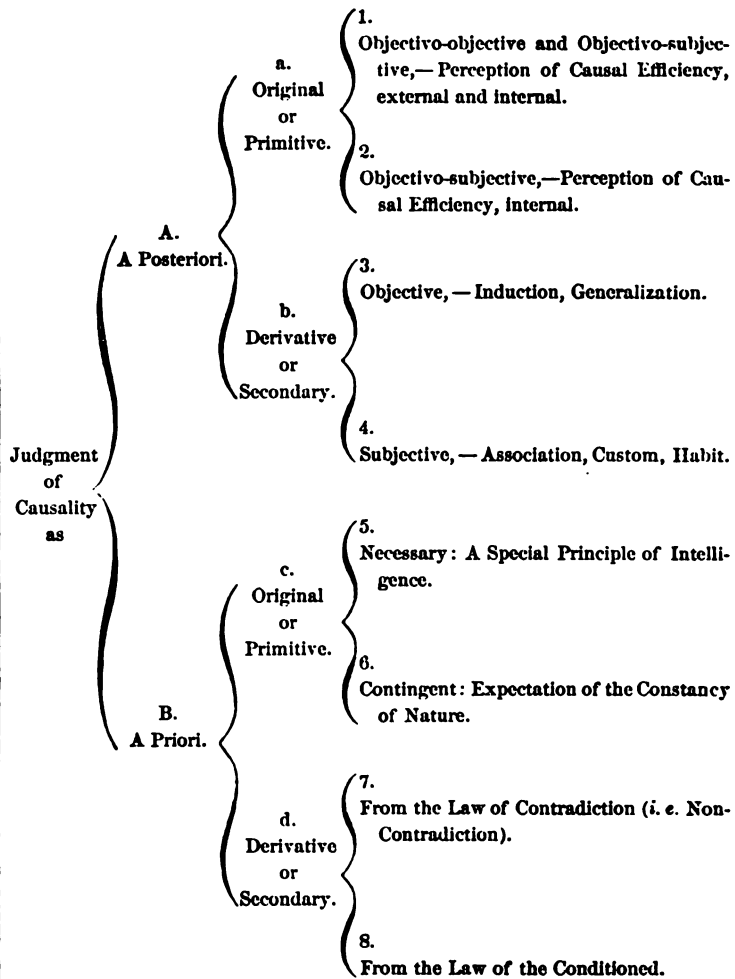 Judgment
of
Causality
as
A.
A Posteriori.
a.
Original
or
Primitive.
1.
Objectivo-objective and Objectivo-subjec-
tive,— Perception of Causal Efficiency,
external and internal.
2.
Objectivo-subjective,—Perception of Cau-
sal Efficiency, internal.
b.
Derivative
or
Secondary.
3.
Objective, — Induction, Generalization.
4.
Subjective, — Association, Custom, Habit.
B.
A Priori.
c.
Original
or
Primitive.
5.
Necessary: A Special Principle of Intelli-
gence.
6.
Contingent: Expectation of the Constancy
of Nature.
d.
Derivative
or
Secondary.
7.
From the Law of Contradiction (i. e. Non-
Contradiction).
8.
From the Law of the Conditioned.